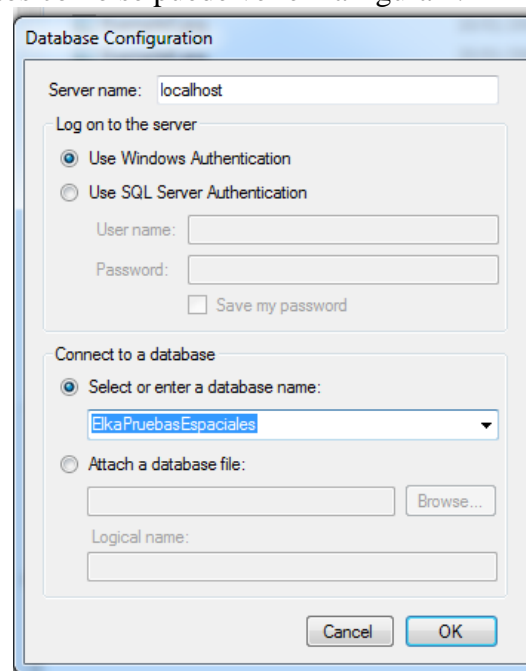 Database Configuration
Server name: localhost
Log on to the server
Use Windows Authentication
Use SQL Server Authentication
User name:
Password:
Save my password
Connect to a database
Select or enter a database name:
ElkaPruebasEspaciales
Attach a database file:
Browse...
Logical name:
Cancel OK